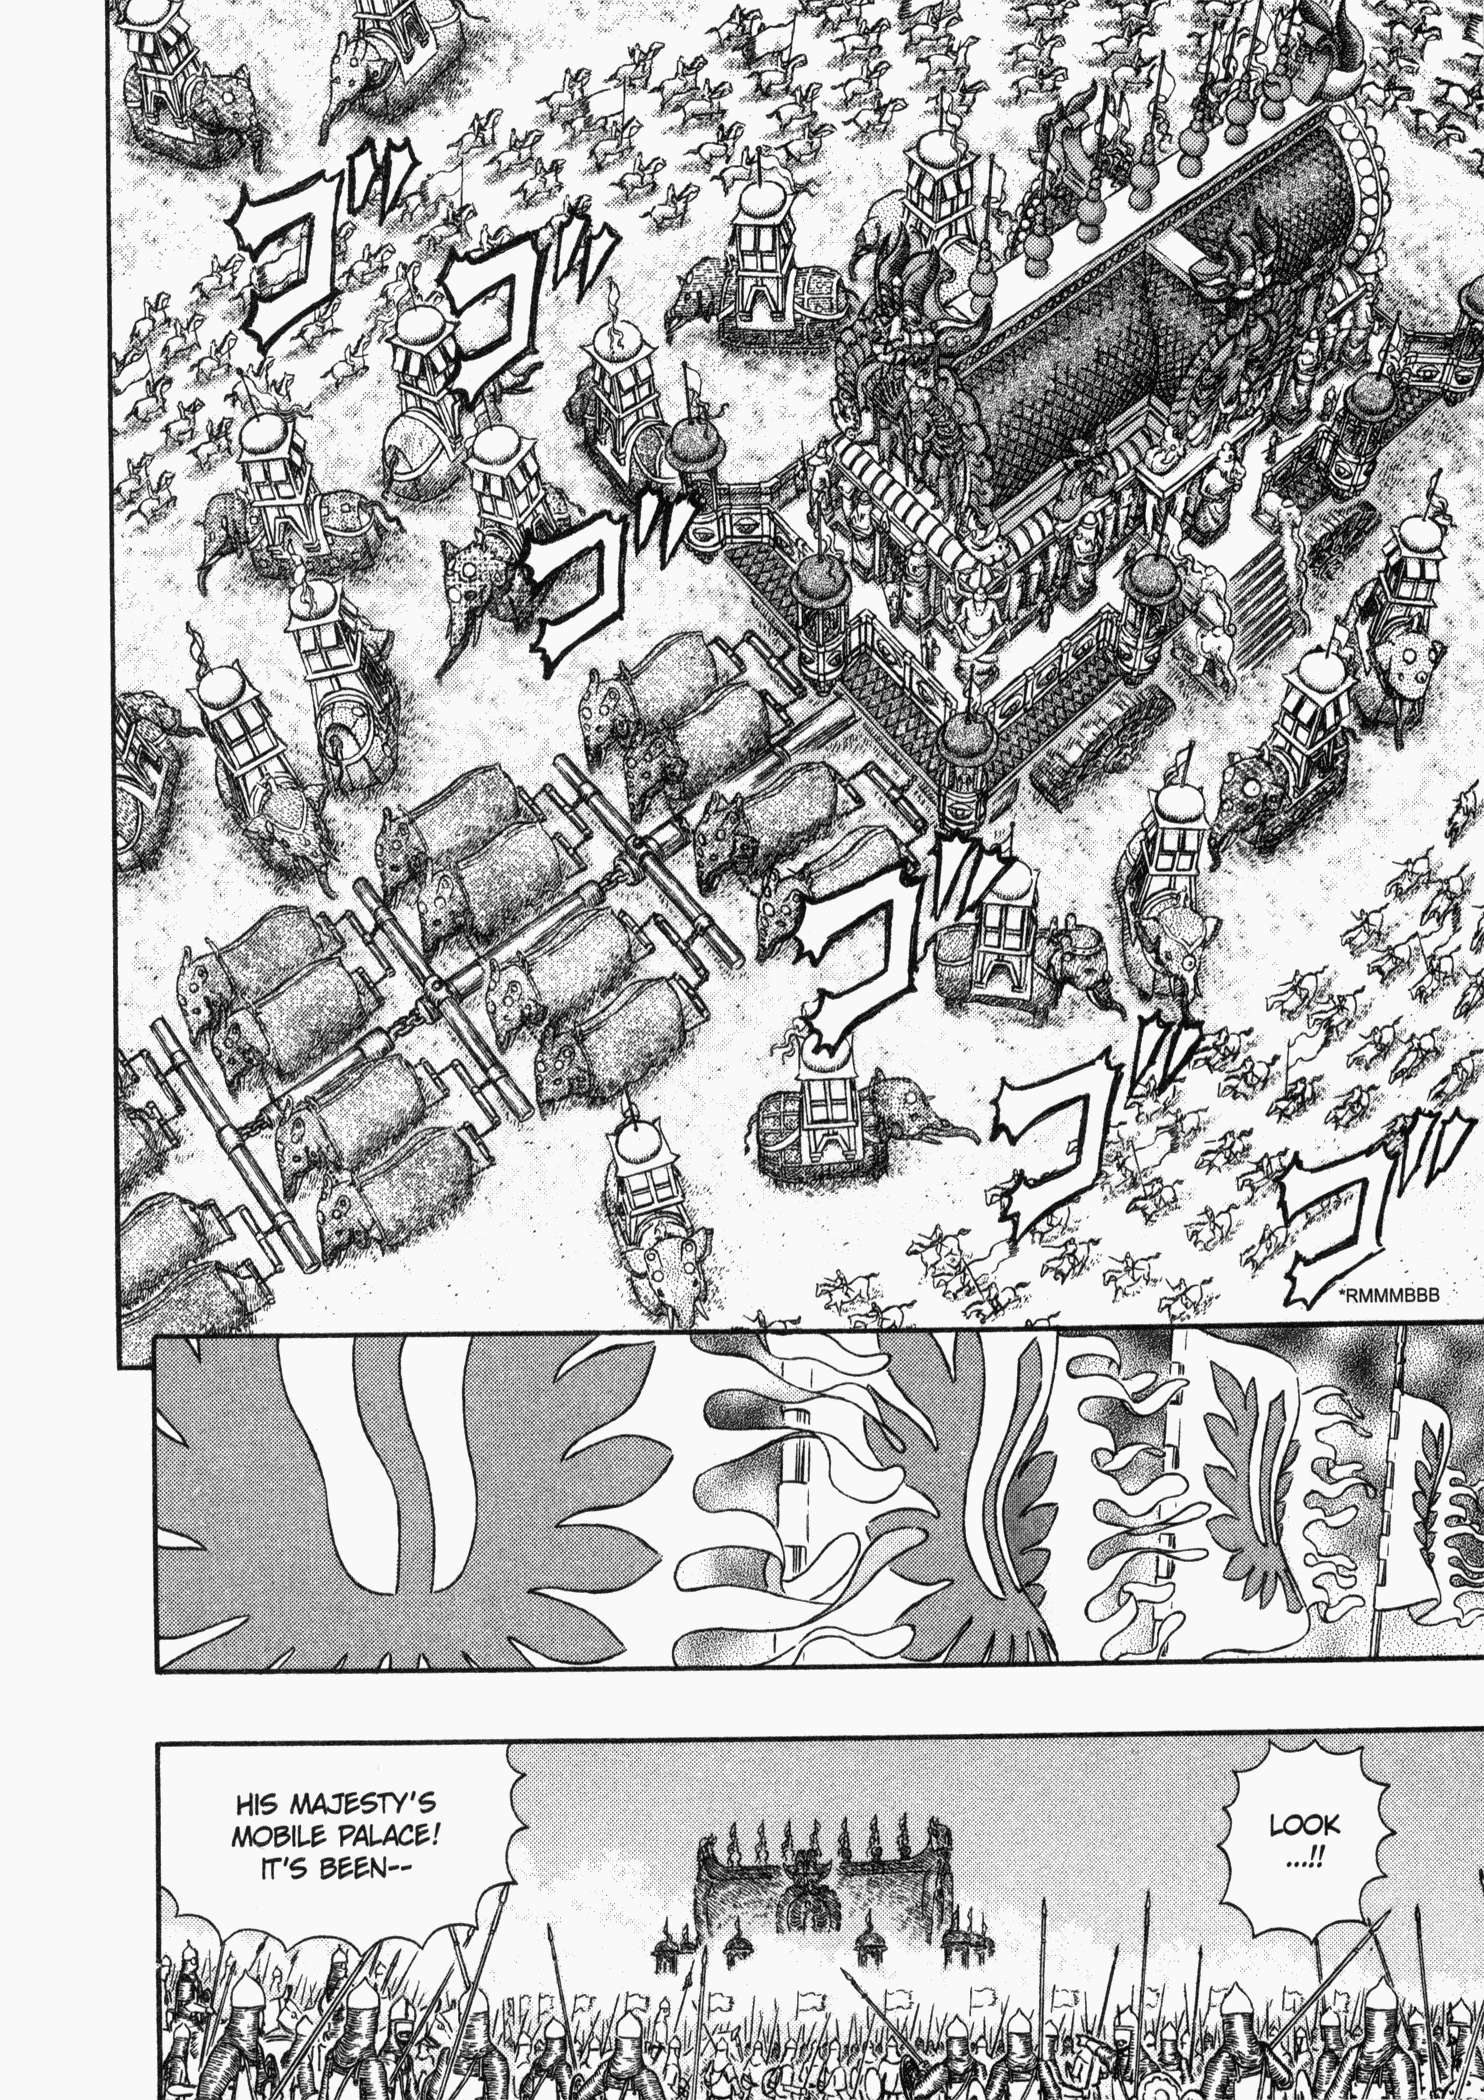 ゴ
ゴ
ゴ
ゴ
ゴ
ゴ
*RMMMBBB
LOOK
...!!
HIS MAJESTY'S
MOBILE PALACE!
IT'S BEEN--